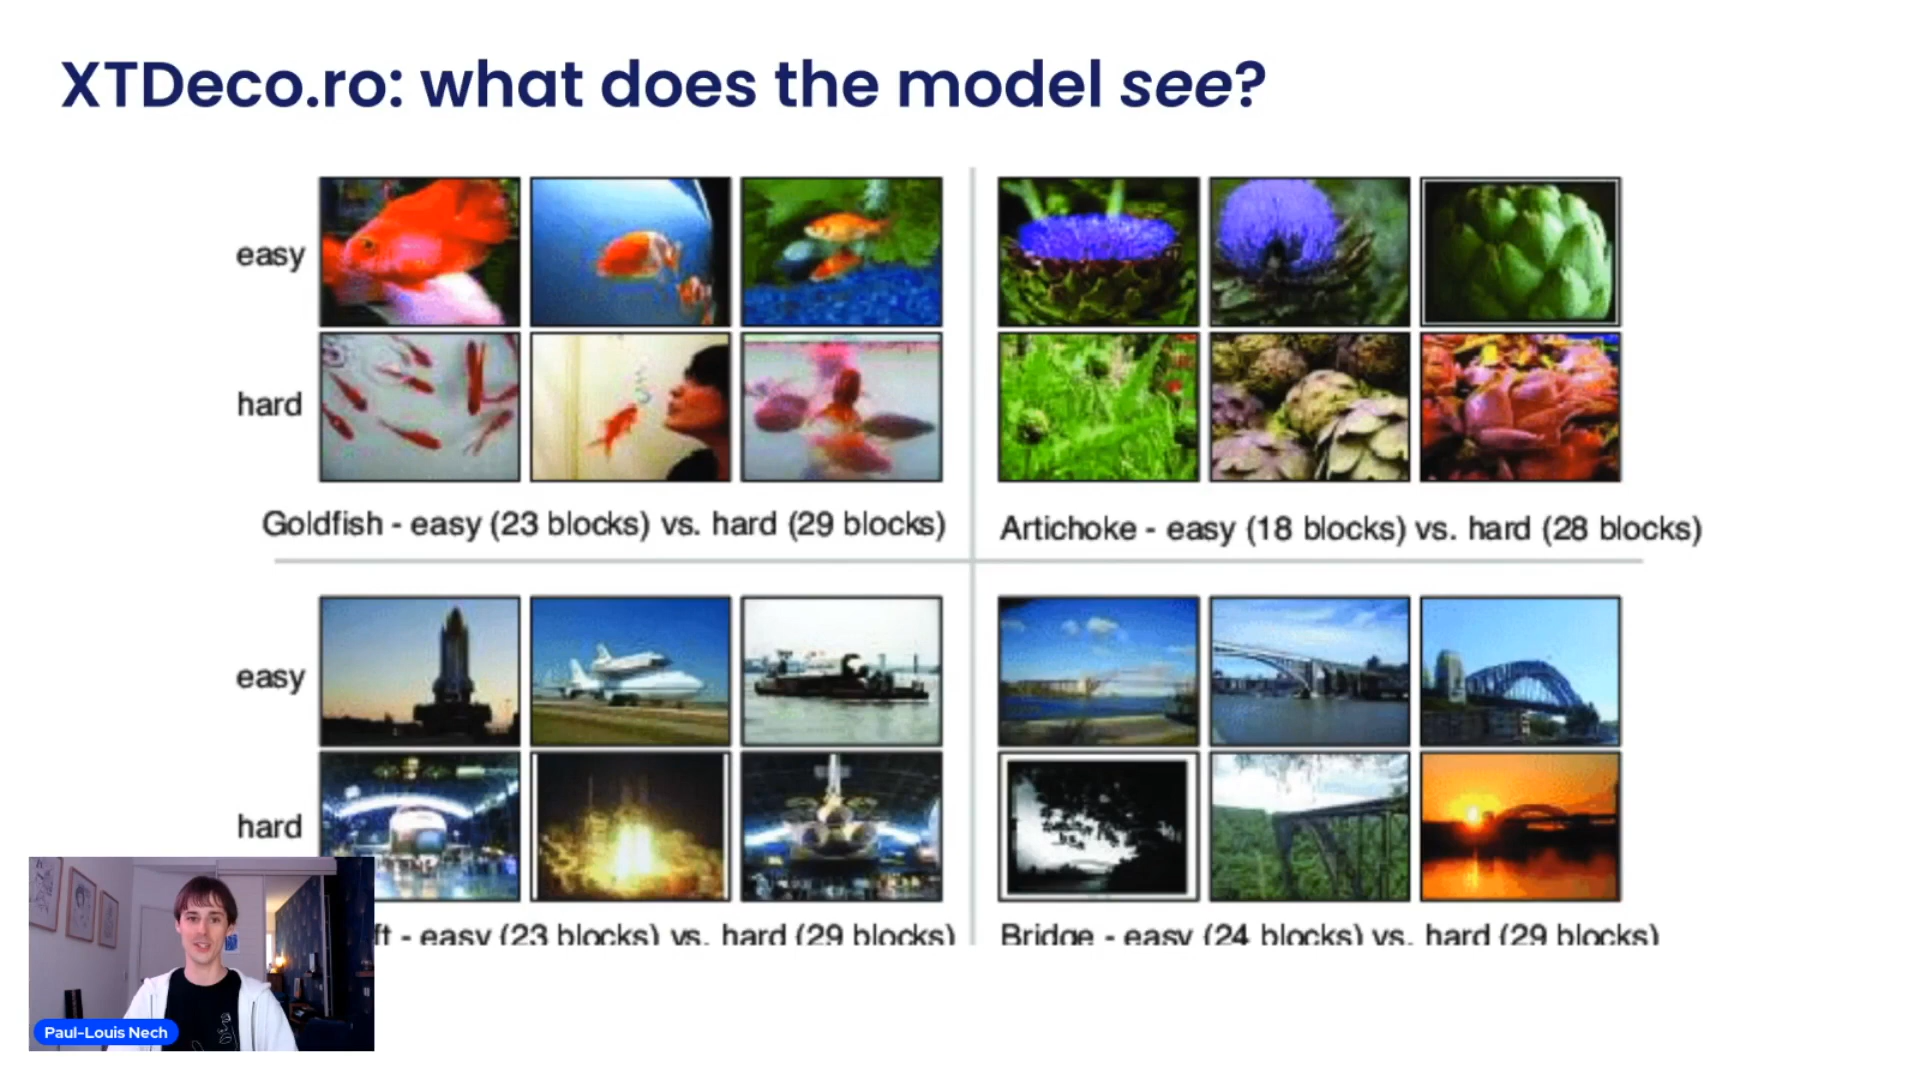 XTDeco.ro: what does the model see?
easy
hard
Goldfish - easy (23 blocks) vs. hard (29 blocks)
Artichoke - easy (18 blocks) vs. hard (28 blocks)
easy
hard
ft - easy (23 blocks) vs. hard (29 blocks)
Bridge - easy (24 blocks) vs. hard (29 blocks)
Paul-Louis Nech